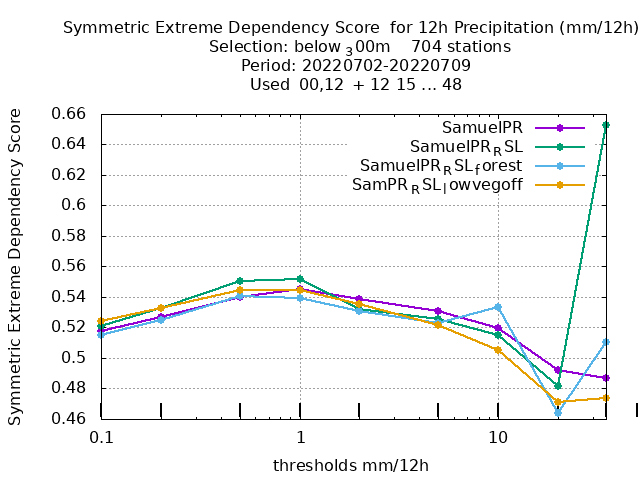 Symmetric Extreme Dependency Score for 12h Precipitation (mm/12h)
Selection: below ₃00m 704 stations
Period: 20220702-20220709
Used 00,12 + 12 15 ... 48
Symmetric Extreme Dependency Score
0.66
0.64
0.62
0.6
0.58
0.56
0.54
0.52
0.5
0.48
0.46
SamuelPR
SamuelPR_RSL
SamuelPR_RSL_forest
SamPR_RSL_lowvegoff
0.1 1 10
thresholds mm/12h